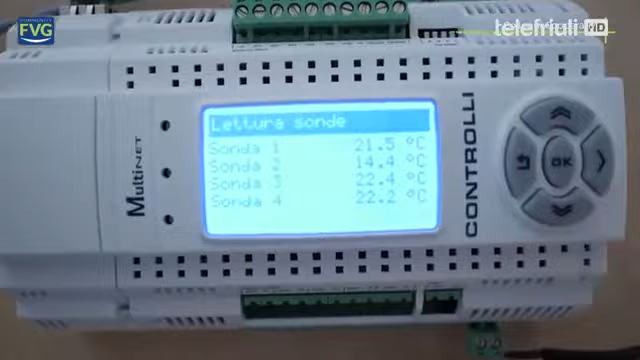 FVG
telefriuli HD
Lettura sonde
Sonda 1 21.5 °C
Sonda 2 14.4 °C
Sonda 3 22.4 °C
Sonda 4 22.2 °C
MultiNET
CONTROLLI
OK